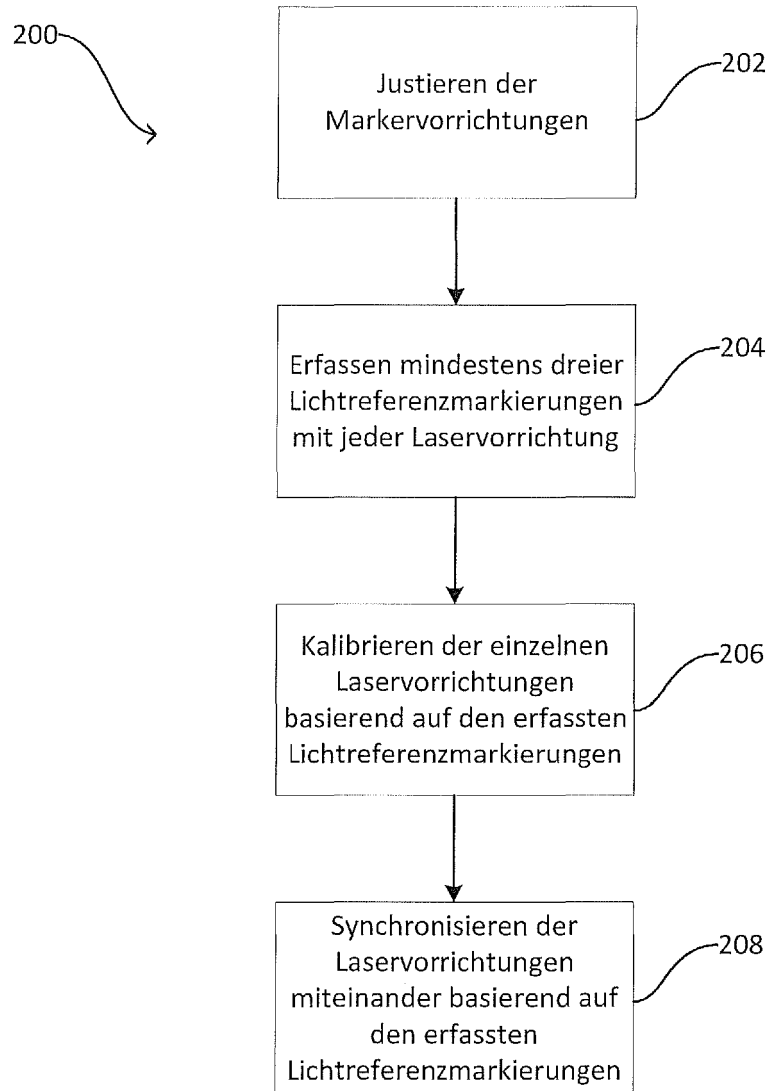 200
Justieren der
Markervorrichtungen
202
Erfassen mindestens dreier
Lichtreferenzmarkierungen
mit jeder Laservorrichtung
204
Kalibrieren der einzelnen
Laservorrichtungen
basierend auf den erfassten
Lichtreferenzmarkierungen
206
Synchronisieren der
Laservorrichtungen
miteinander basierend auf
den erfassten
Lichtreferenzmarkierungen
208